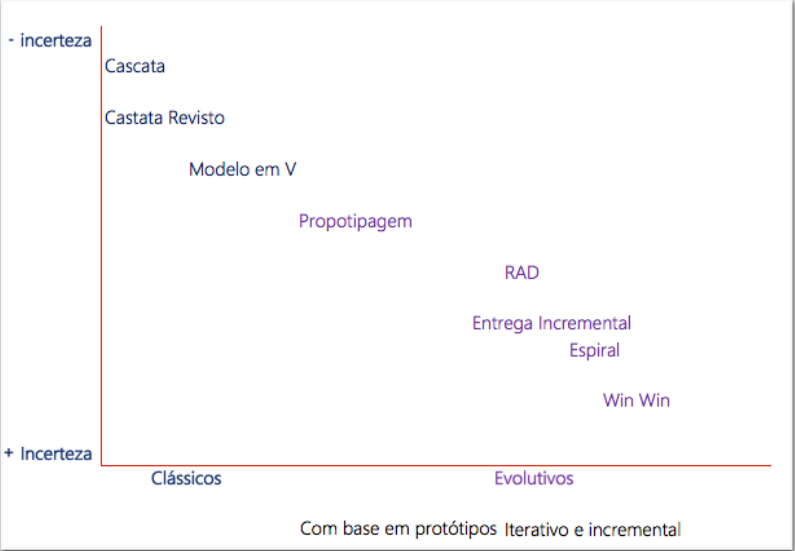 - incerteza
Cascata
Castata Revisto
Modelo em V
Propotipagem
RAD
Entrega Incremental
Espiral
Win Win
+ Incerteza
Clássicos
Evolutivos
Com base em protótipos
Iterativo e incremental